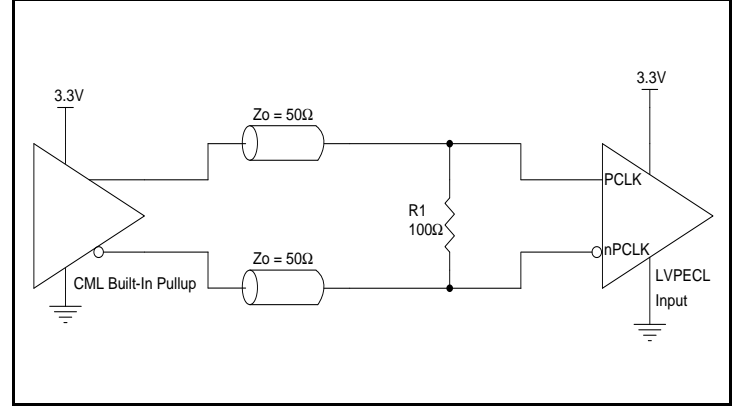 3.3V
3.3V
Zo = 50Ω
PCLK
R1
100Ω
nPCLK
Zo = 50Ω
CML Built-In Pullup
LVPECL
Input